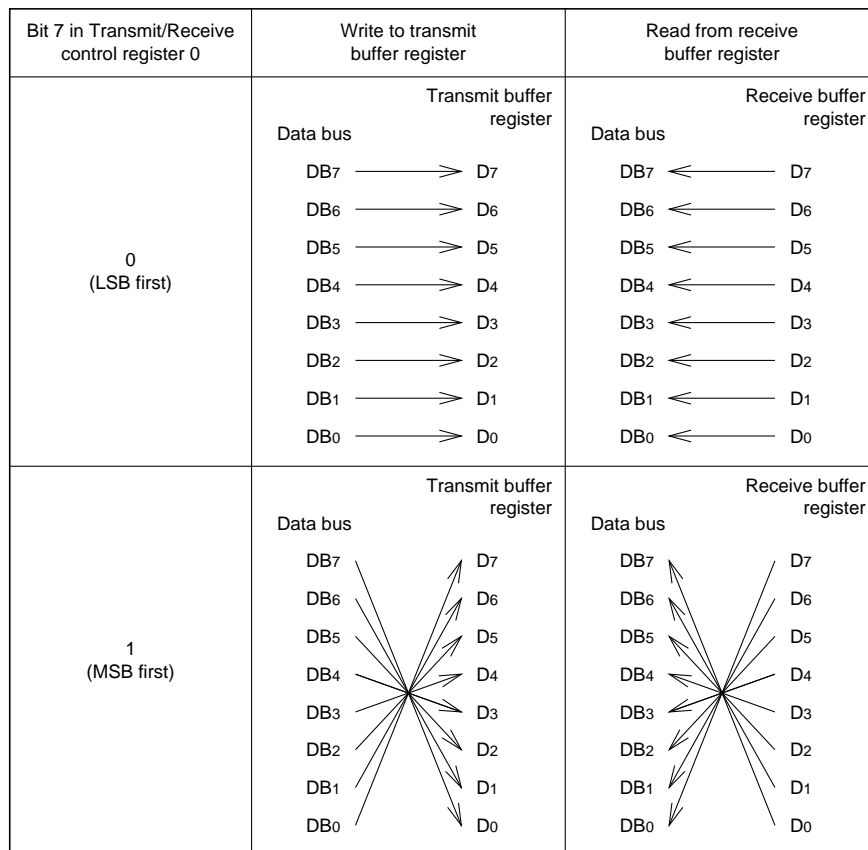 Bit 7 in Transmit/Receive
control register 0
Write to transmit
buffer register
Read from receive
buffer register
0
(LSB first)
Transmit buffer
register
Data bus
DB7 D7
DB6 D6
DB5 D5
DB4 D4
DB3 D3
DB2 D2
DB1 D1
DB0 D0
Receive buffer
register
Data bus
DB7 D7
DB6 D6
DB5 D5
DB4 D4
DB3 D3
DB2 D2
DB1 D1
DB0 D0
1
(MSB first)
Transmit buffer
register
Data bus
DB7 D7
DB6 D6
DB5 D5
DB4 D4
DB3 D3
DB2 D2
DB1 D1
DB0 D0
Receive buffer
register
Data bus
DB7 D7
DB6 D6
DB5 D5
DB4 D4
DB3 D3
DB2 D2
DB1 D1
DB0 D0